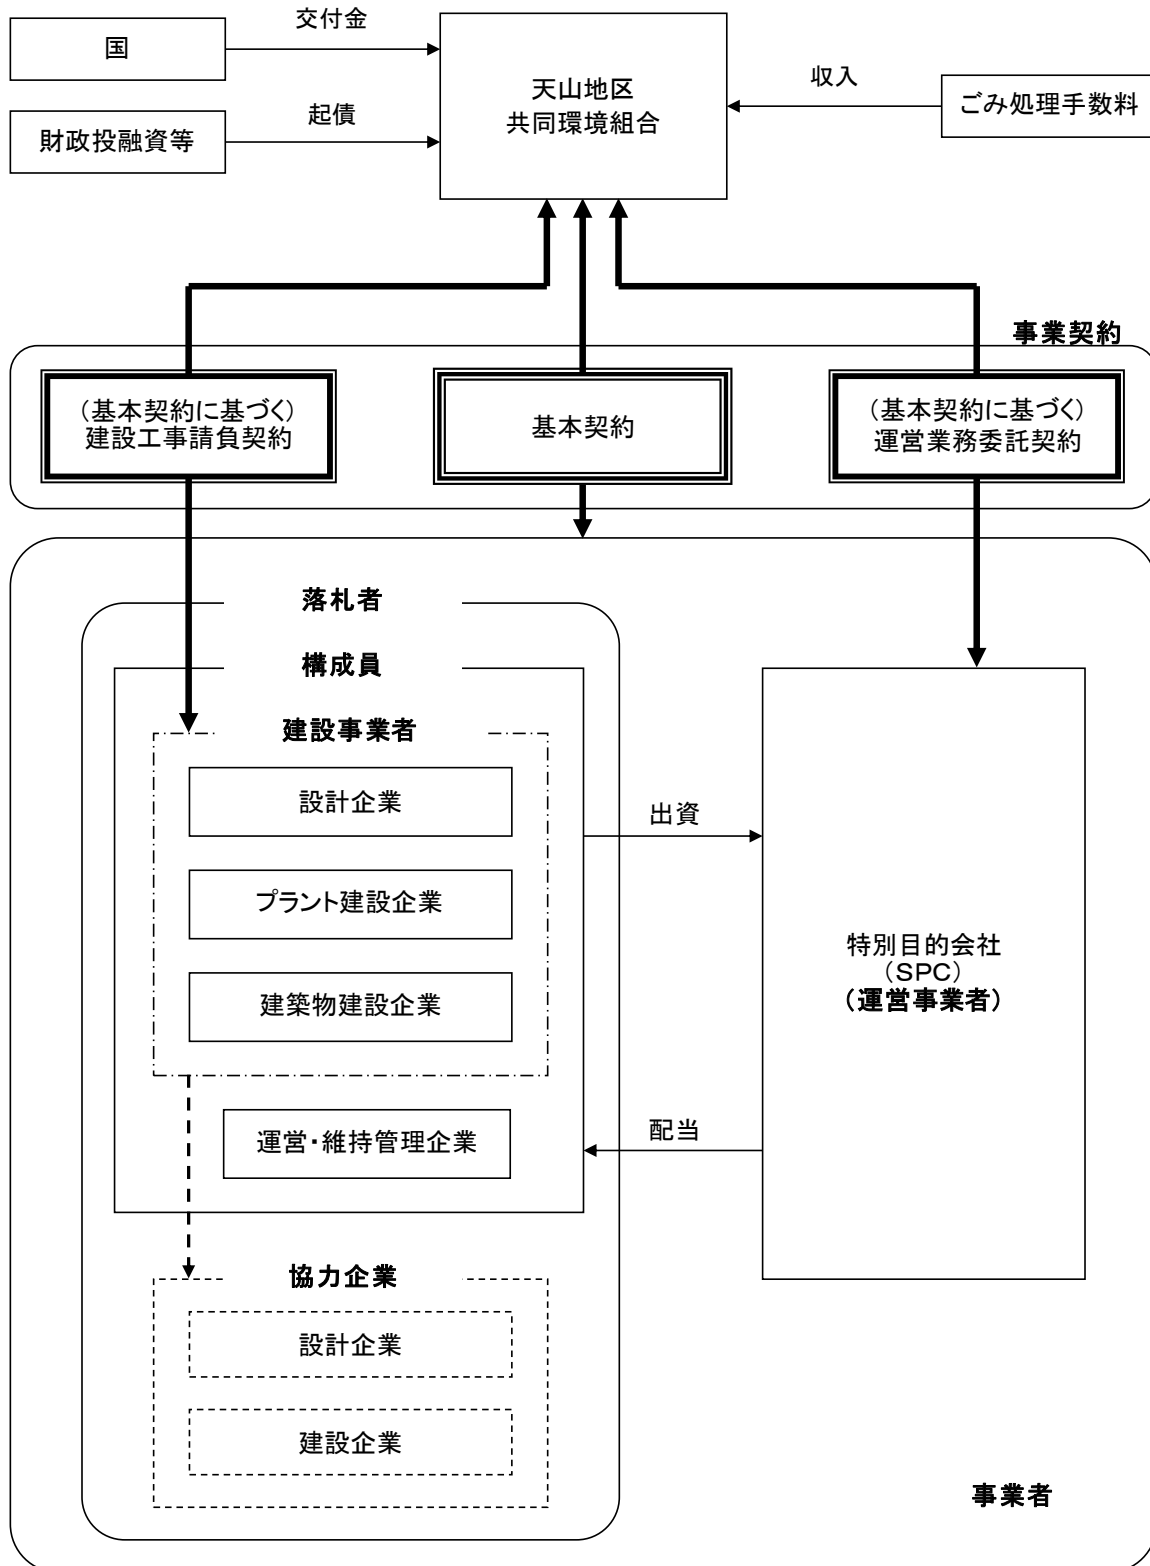 交付金
国
天山地区
共同環境組合
収入
ごみ処理手数料
起債
財政投融資等
事業契約
（基本契約に基づく）
建設工事請負契約
基本契約
（基本契約に基づく）
運営業務委託契約
落札者
構成員
建設事業者
設計企業
出資
プラント建設企業
建築物建設企業
特別目的会社
（SPC）
（運営事業者）
運営・維持管理企業
配当
協力企業
設計企業
建設企業
事業者